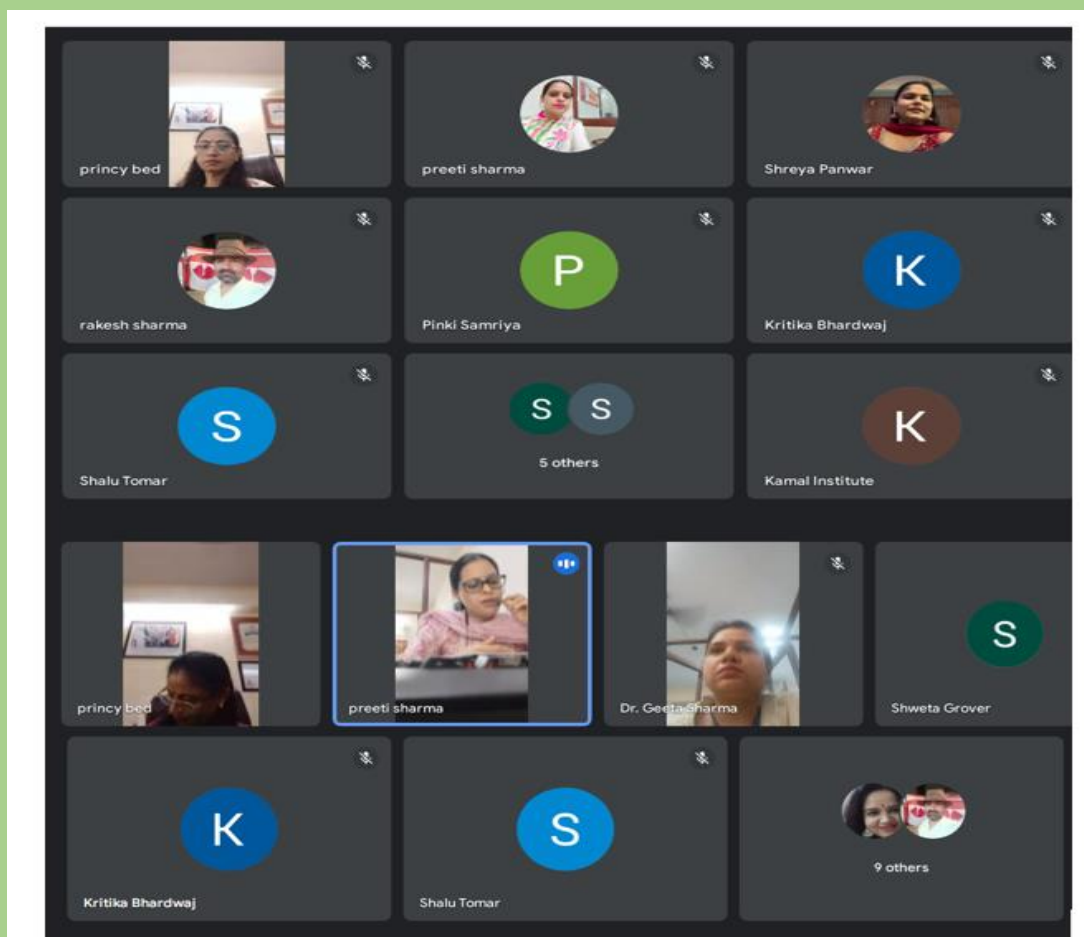 princy bed
preeti sharma
Shreya Panwar
rakesh sharma
P
Pinki Samriya
K
Kritika Bhardwaj
S
Shalu Tomar
S S
5 others
K
Kamal Institute
princy bed
preeti sharma
Dr. Geeta Sharma
S
Shweta Grover
K
Kritika Bhardwaj
S
Shalu Tomar
9 others